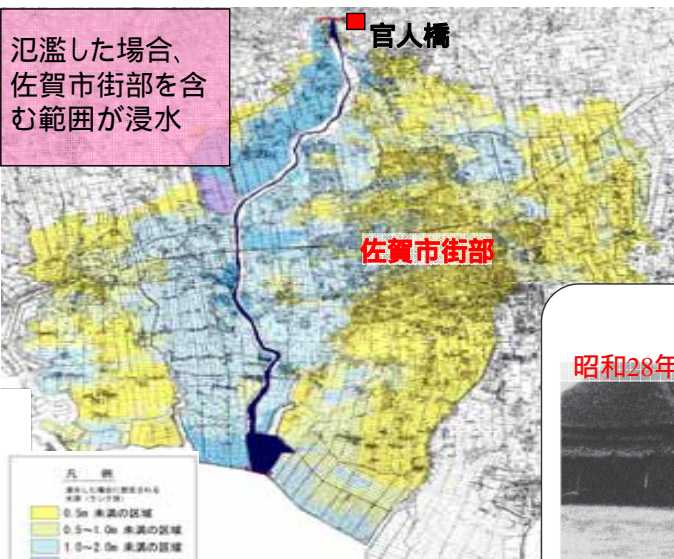 氾濫した場合、
佐賀市街部を含
む範囲が浸水
官人橋
佐賀市街部
昭和28年
凡 例
0.5m 未満の区域
0.5~1.0m 未満の区域
1.0~2.0m 未満の区域